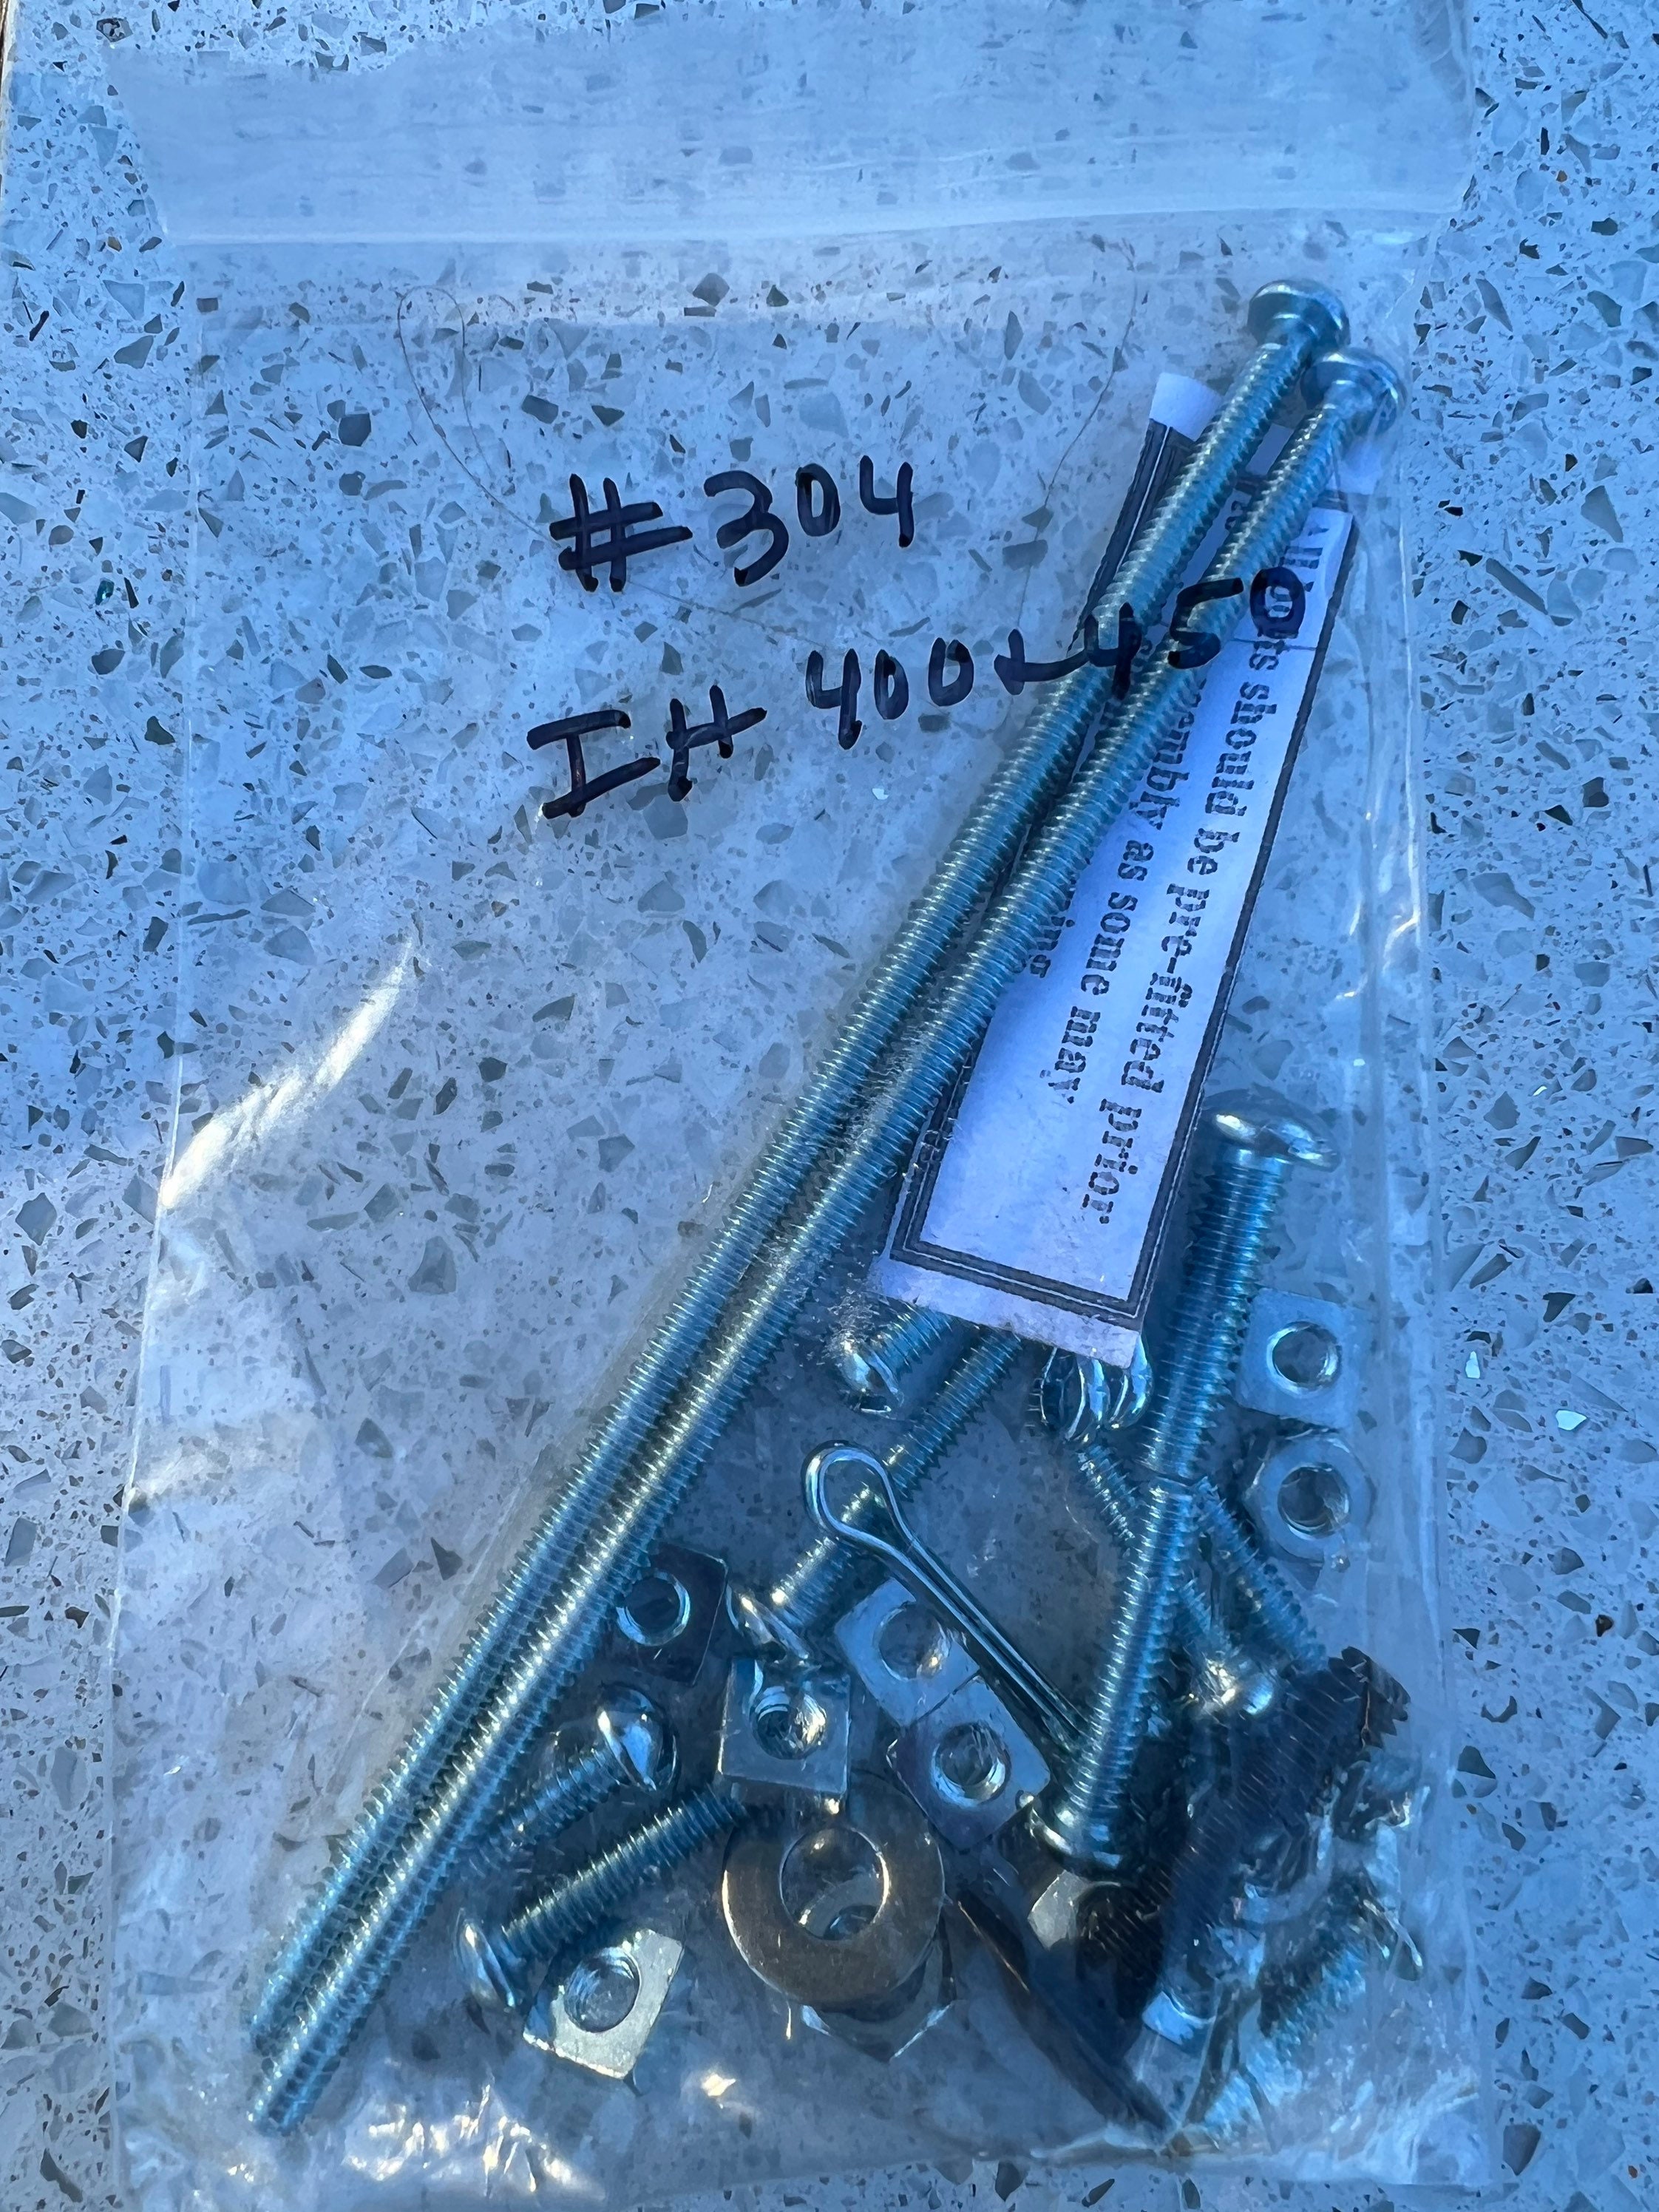 #304
IH 400+450
should be pre-fitted prior
as some may